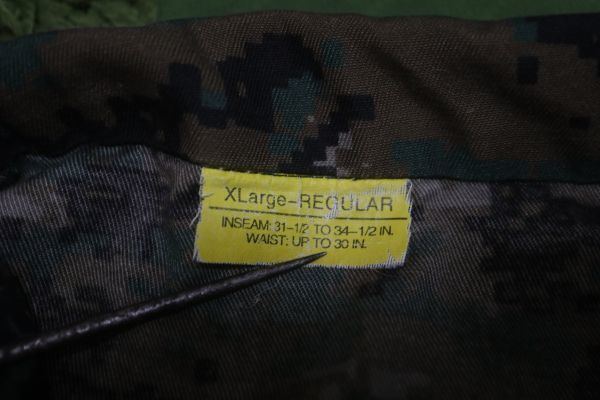 XLarge-REGULAR
INSEAM: 31-1/2 TO 34-1/2 IN.
WAIST: UP TO 30 IN.